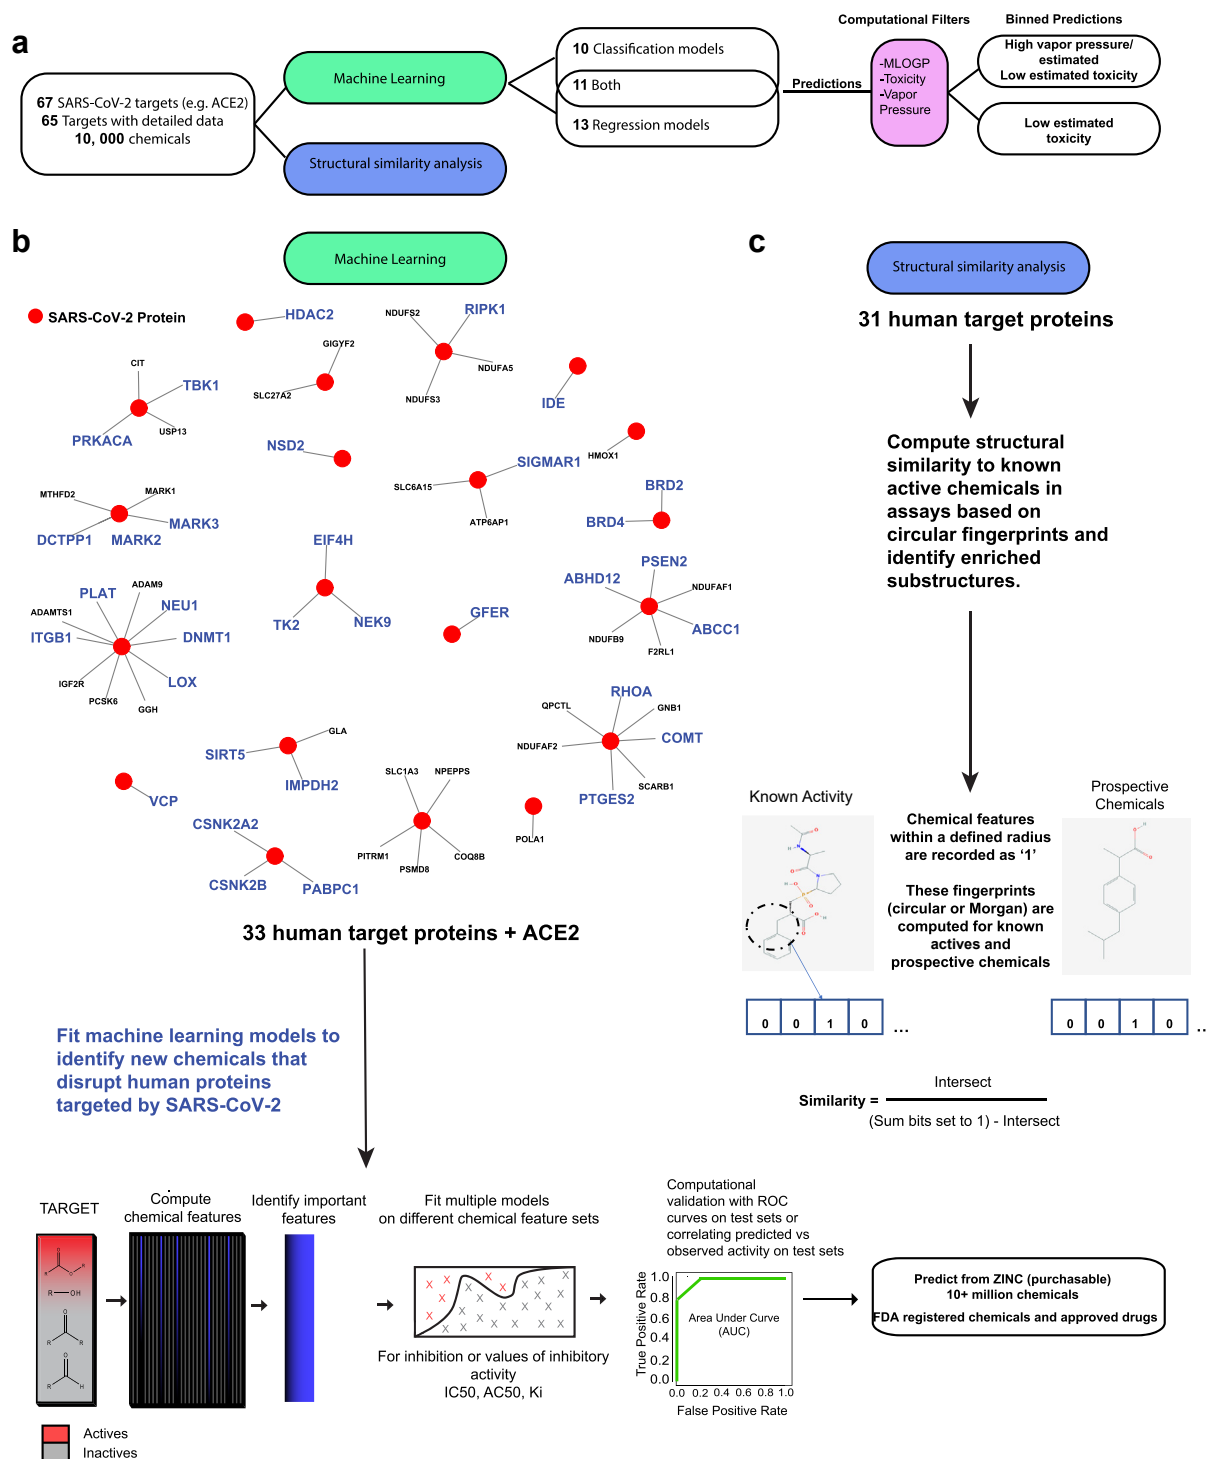 a
67 SARS-CoV-2 targets (e.g. ACE2)
65 Targets with detailed data
10, 000 chemicals
Machine Learning
Structural similarity analysis
10 Classification models
11 Both
13 Regression models
Predictions
Computational Filters
-MLOGP
-Toxicity
-Vapor
Pressure
Binned Predictions
High vapor pressure/
estimated
Low estimated toxicity
Low estimated
toxicity
b
Machine Learning
SARS-CoV-2 Protein
HDAC2
GIGYF2
SLC27A2
NDUFS2
RIPK1
NDUFA5
NDUFS3
IDE
CIT
TBK1
USP13
PRKACA
NSD2
HMOX1
SIGMAR1
SLC6A15
ATP6AP1
BRD2
BRD4
MTHFD2
MARK1
MARK3
DCTPP1
MARK2
EIF4H
TK2
NEK9
GFER
PSEN2
ABHD12
NDUFAF1
ABCC1
NDUFB9
F2RL1
ADAM9
PLAT
NEU1
ADAMTS1
ITGB1
DNMT1
LOX
IGF2R
PCSK6
GGH
RHOA
QPCTL
GNB1
COMT
NDUFAF2
SCARB1
PTGES2
GLA
SIRT5
IMPDH2
VCP
SLC1A3
NPEPPS
PITRM1
PSMD8
COQ8B
POLA1
CSNK2A2
CSNK2B
PABPC1
33 human target proteins + ACE2
Fit machine learning models to
identify new chemicals that
disrupt human proteins
targeted by SARS-CoV-2
TARGET
Compute
chemical features
Identify important
features
Fit multiple models
on different chemical feature sets
For inhibition or values of inhibitory
activity
IC50, AC50, Ki
Computational
validation with ROC
curves on test sets or
correlating predicted vs
observed activity on test sets
True Positive Rate
1.0
0.8
0.6
0.4
0.2
0.0
Area Under Curve
(AUC)
0.0 0.2 0.4 0.6 0.8 1.0
False Positive Rate
Predict from ZINC (purchasable)
10+ million chemicals
FDA registered chemicals and approved drugs
Actives
Inactives
c
Structural similarity analysis
31 human target proteins
Compute structural
similarity to known
active chemicals in
assays based on
circular fingerprints and
identify enriched
substructures.
Known Activity
Prospective
Chemicals
Chemical features
within a defined radius
are recorded as ‘1’
These fingerprints
(circular or Morgan) are
computed for known
actives and
prospective chemicals
0 0 1 0 ...
0 0 1 0 ..
Similarity =
Intersect
(Sum bits set to 1) - Intersect